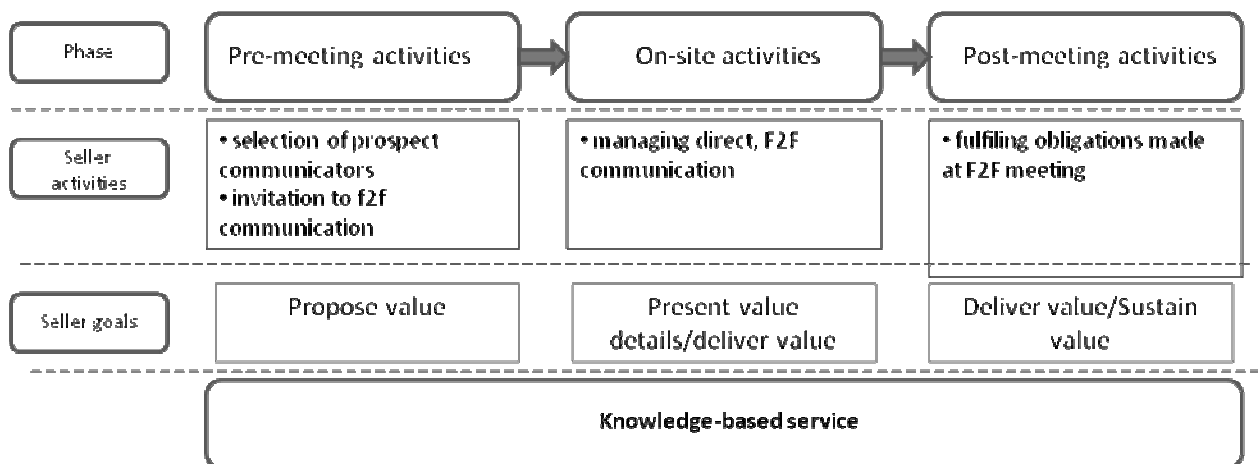 Phase
Pre-meeting activities
On-site activities
Post-meeting activities
Seller
activities
• selection of prospect
communicators
• invitation to f2f
communication
• managing direct, F2F
communication
• fulfiling obligations made
at F2F meeting
Seller goals
Propose value
Present value
details/deliver value
Deliver value/Sustain
value
Knowledge-based service